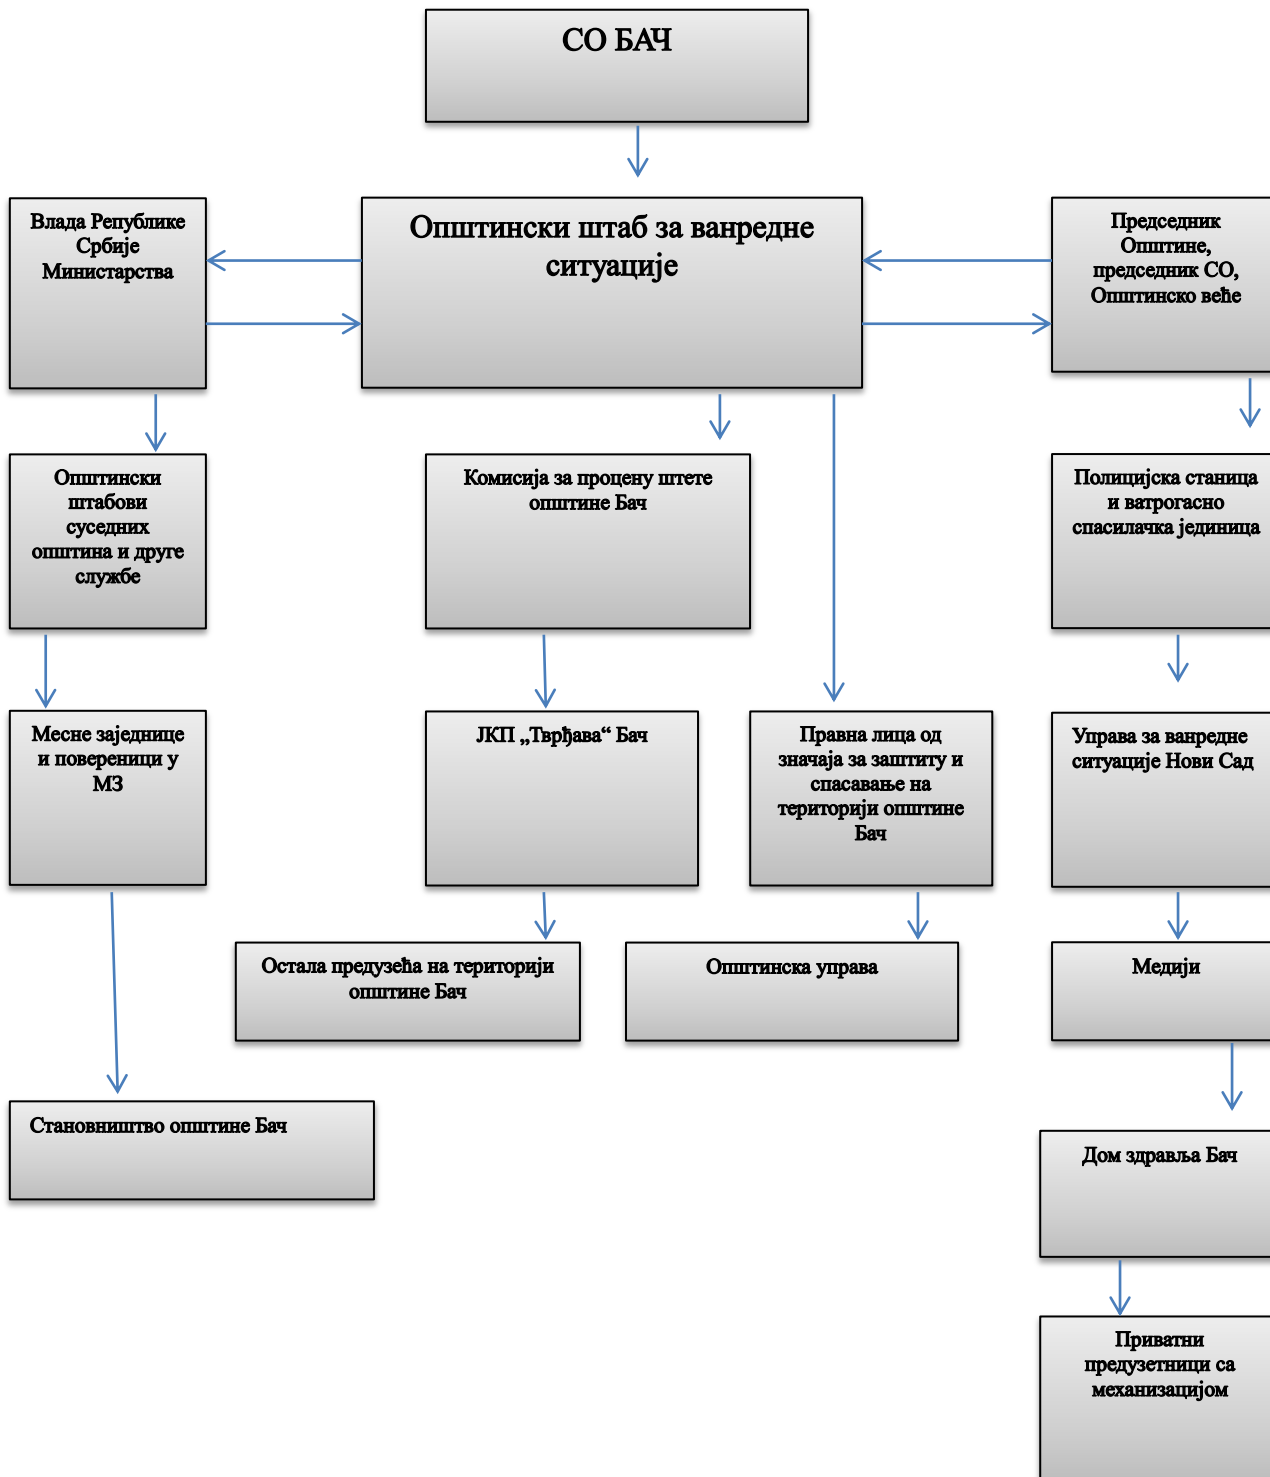 СО БАЧ
Влада Републике
Србије
Министарства
Општински штаб за ванредне
ситуације
Председник
Општине,
председник СО,
Општинско веће
Општински
штабови
суседних
општина и друге
службе
Комисија за процену штете
општине Бач
Полицијска станица
и ватрогасно
спасилачка јединица
Месне заједнице
и повереници у
МЗ
ЈКП „Тврђава“ Бач
Правна лица од
значаја за заштиту и
спасавање на
територији општине
Бач
Управа за ванредне
ситуације Нови Сад
Остала предузећа на територији
општине Бач
Општинска управа
Медији
Становништво општине Бач
Дом здравља Бач
Приватни
предузетници са
механизацијом